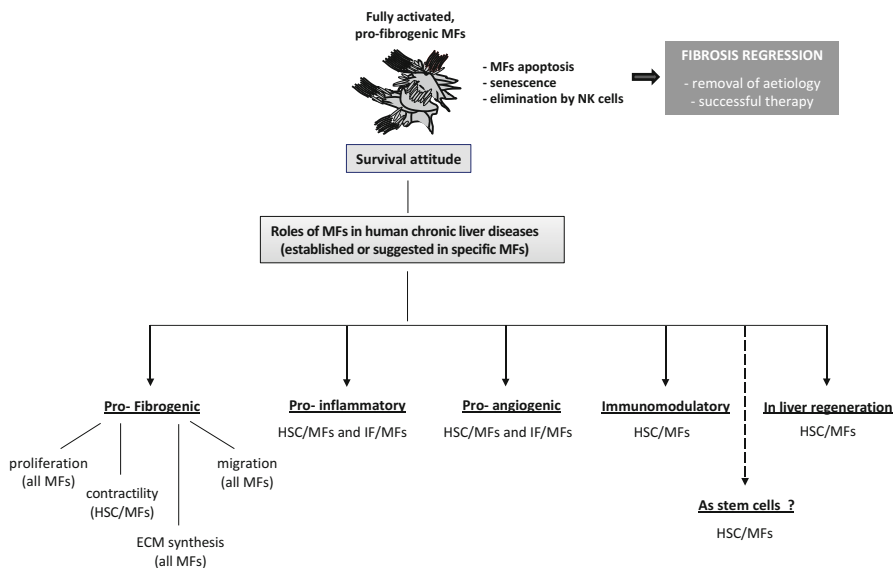 Fully activated,
pro-fibrogenic MFs
- MFs apoptosis
- senescence
- elimination by NK cells
FIBROSIS REGRESSION
- removal of aetiology
- successful therapy
Survival attitude
Roles of MFs in human chronic liver diseases
(established or suggested in specific MFs)
Pro- Fibrogenic
proliferation
(all MFs)
contractility
(HSC/MFs)
ECM synthesis
(all MFs)
migration
(all MFs)
Pro- inflammatory
HSC/MFs and IF/MFs
Pro- angiogenic
HSC/MFs and IF/MFs
Immunomodulatory
HSC/MFs
As stem cells ?
HSC/MFs
In liver regeneration
HSC/MFs